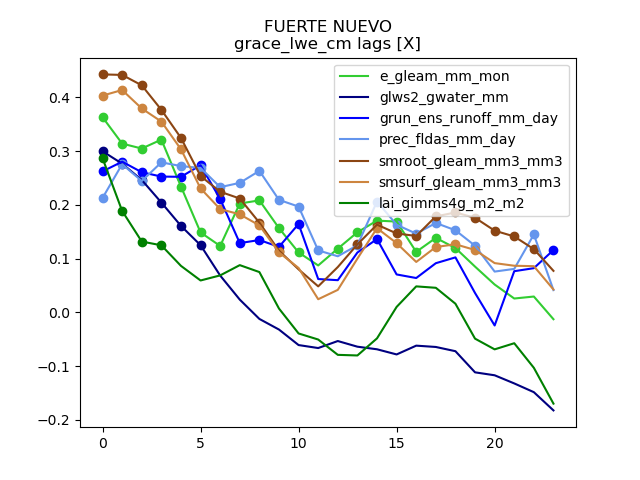 FUERTE NUEVO
grace_lwe_cm lags [X]
e_gleam_mm_mon
glws2_gwater_mm
grun_ens_runoff_mm_day
prec_fldas_mm_day
smroot_gleam_mm3_mm3
smsurf_gleam_mm3_mm3
lai_gimms4g_m2_m2
0.4
0.3
0.2
0.1
0.0
−0.1
−0.2
0 5 10 15 20